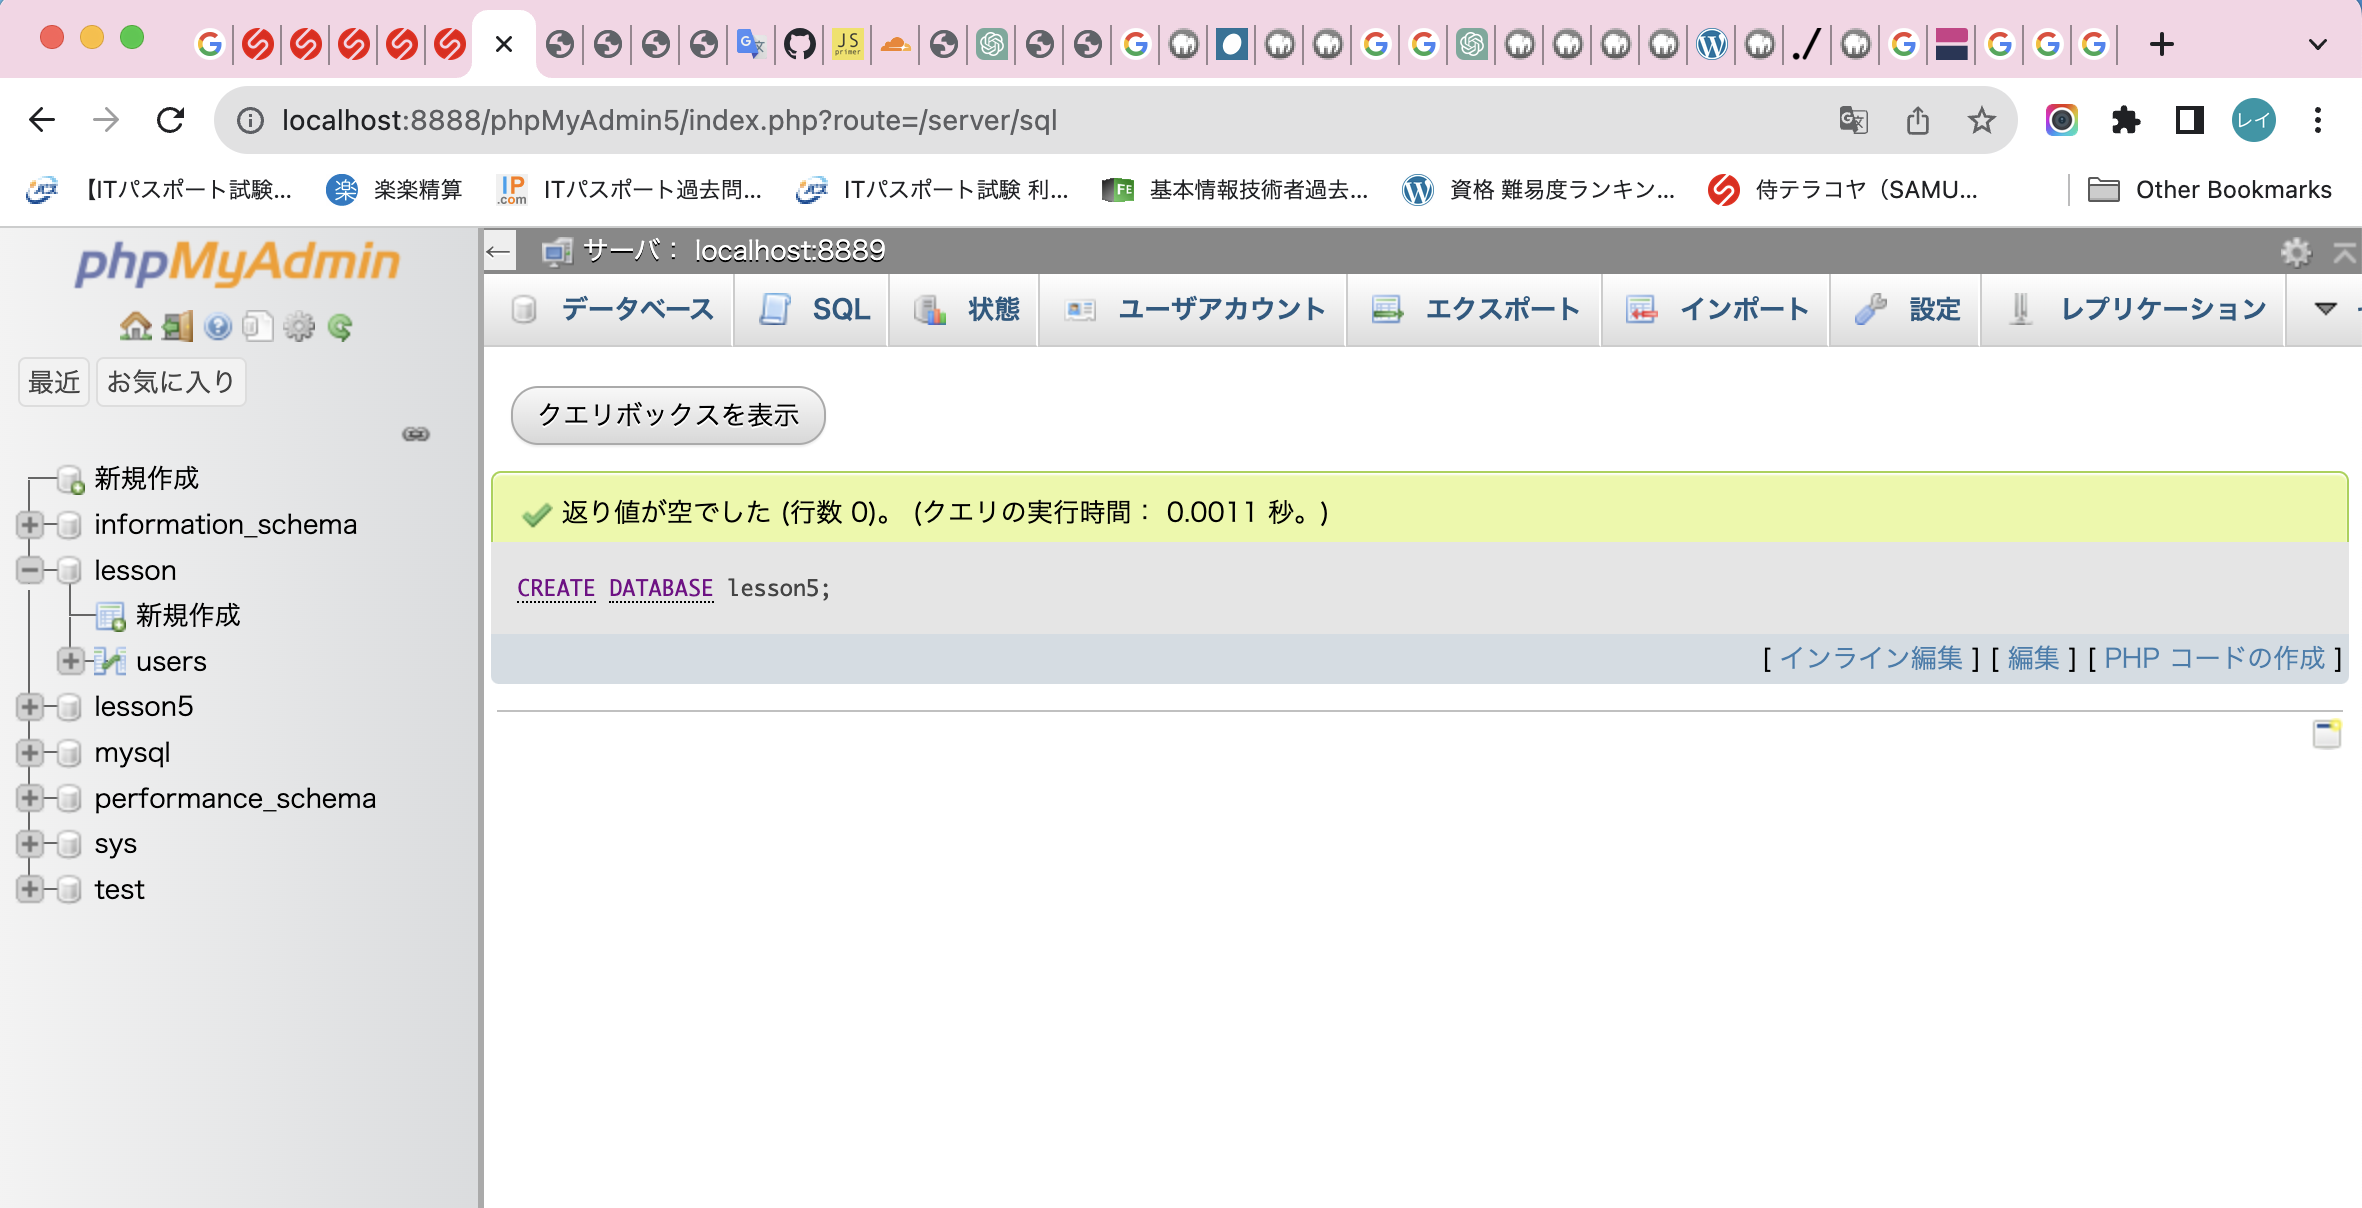 localhost:8888/phpMyAdmin5/index.php?route=/server/sql
レイ
【ITパスポート試験... 楽楽精算 ITパスポート過去問... ITパスポート試験 利... 基本情報技術者過去... 資格 難易度ランキン... 侍テラコヤ（SAMU... Other Bookmarks
phpMyAdmin
最近 お気に入り
新規作成
information_schema
lesson
新規作成
users
lesson5
mysql
performance_schema
sys
test
サーバ： localhost:8889
データベース SQL 状態 ユーザアカウント エクスポート インポート 設定 レプリケーション
クエリボックスを表示
返り値が空でした (行数 0)。 (クエリの実行時間： 0.0011 秒。)
CREATE DATABASE lesson5;
[ インライン編集 ] [ 編集 ] [ PHP コードの作成 ]